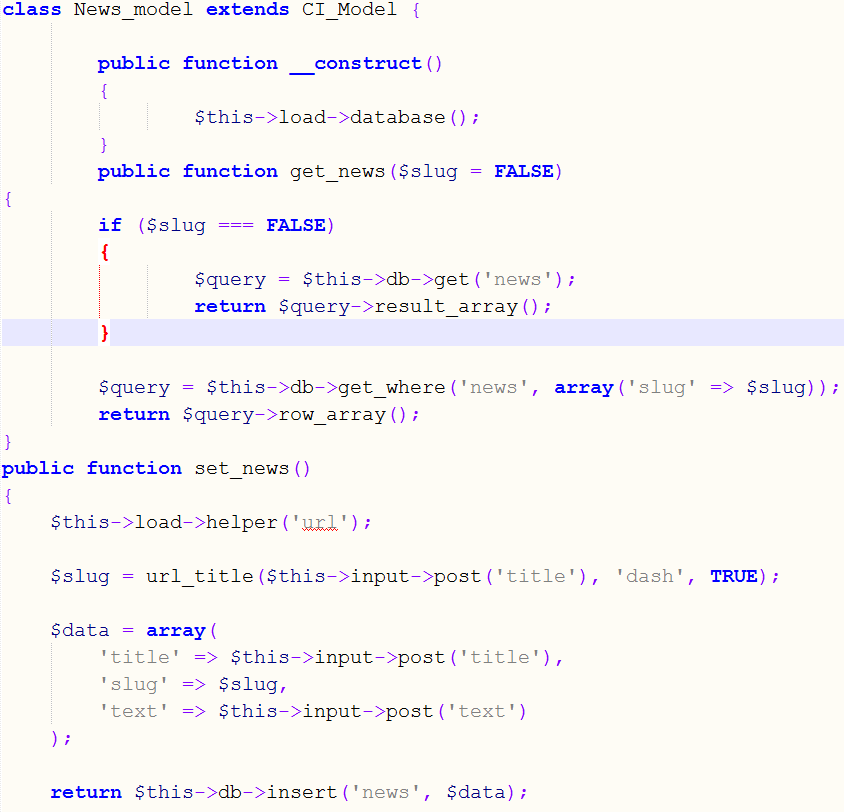 class News_model extends CI_Model {
public function __construct()
{
$this->load->database();
}
public function get_news($slug = FALSE)
{
if ($slug === FALSE)
{
$query = $this->db->get('news');
return $query->result_array();
}
$query = $this->db->get_where('news', array('slug' => $slug));
return $query->row_array();
}
public function set_news()
{
$this->load->helper('url');
$slug = url_title($this->input->post('title'), 'dash', TRUE);
$data = array(
'title' => $this->input->post('title'),
'slug' => $slug,
'text' => $this->input->post('text')
);
return $this->db->insert('news', $data);